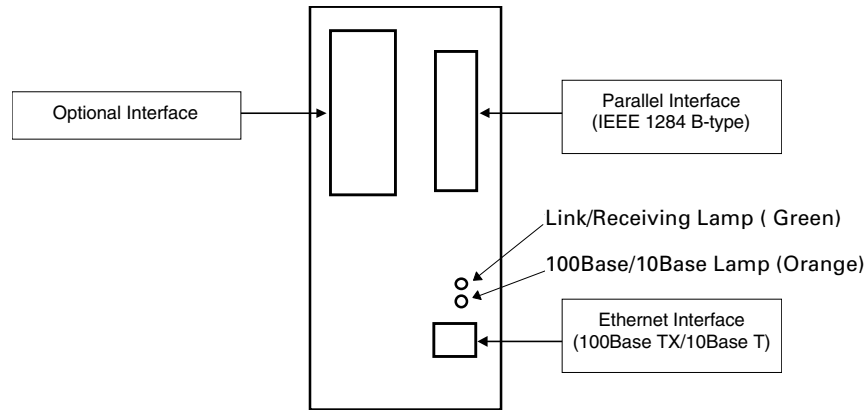 Optional Interface
Parallel Interface
(IEEE 1284 B-type)
Link/Receiving Lamp ( Green)
100Base/10Base Lamp (Orange)
Ethernet Interface
(100Base TX/10Base T)